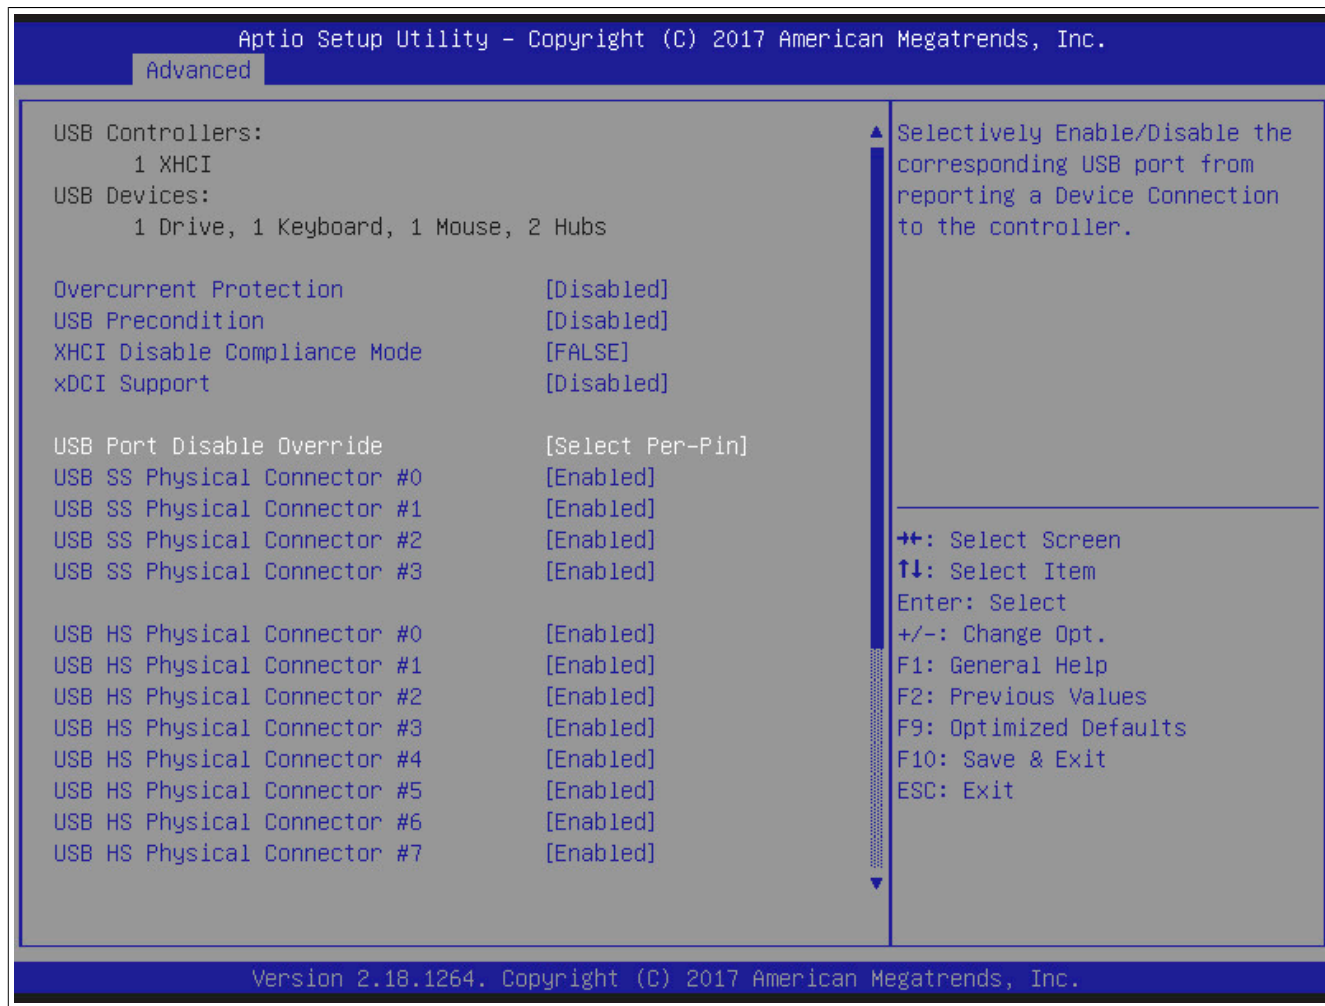 Aptio Setup Utility – Copyright (C) 2017 American Megatrends, Inc.
Advanced
USB Controllers:
1 XHCI
USB Devices:
1 Drive, 1 Keyboard, 1 Mouse, 2 Hubs
Overcurrent Protection [Disabled]
USB Precondition [Disabled]
XHCI Disable Compliance Mode [FALSE]
xDCI Support [Disabled]
USB Port Disable Override [Select Per-Pin]
USB SS Physical Connector #0 [Enabled]
USB SS Physical Connector #1 [Enabled]
USB SS Physical Connector #2 [Enabled]
USB SS Physical Connector #3 [Enabled]
USB HS Physical Connector #0 [Enabled]
USB HS Physical Connector #1 [Enabled]
USB HS Physical Connector #2 [Enabled]
USB HS Physical Connector #3 [Enabled]
USB HS Physical Connector #4 [Enabled]
USB HS Physical Connector #5 [Enabled]
USB HS Physical Connector #6 [Enabled]
USB HS Physical Connector #7 [Enabled]
Selectively Enable/Disable the
corresponding USB port from
reporting a Device Connection
to the controller.
→←: Select Screen
↑↓: Select Item
Enter: Select
+/-: Change Opt.
F1: General Help
F2: Previous Values
F9: Optimized Defaults
F10: Save & Exit
ESC: Exit
Version 2.18.1264. Copyright (C) 2017 American Megatrends, Inc.